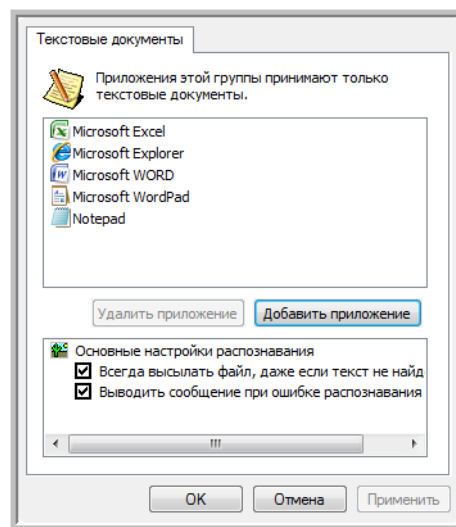 Текстовые документы
Приложения этой группы принимают только
текстовые документы.
Microsoft Excel
Microsoft Explorer
Microsoft WORD
Microsoft WordPad
Notepad
Удалить приложение Добавить приложение
Основные настройки распознавания
Всегда высылать файл, даже если текст не найд
Выводить сообщение при ошибке распознавания
OK Отмена Применить